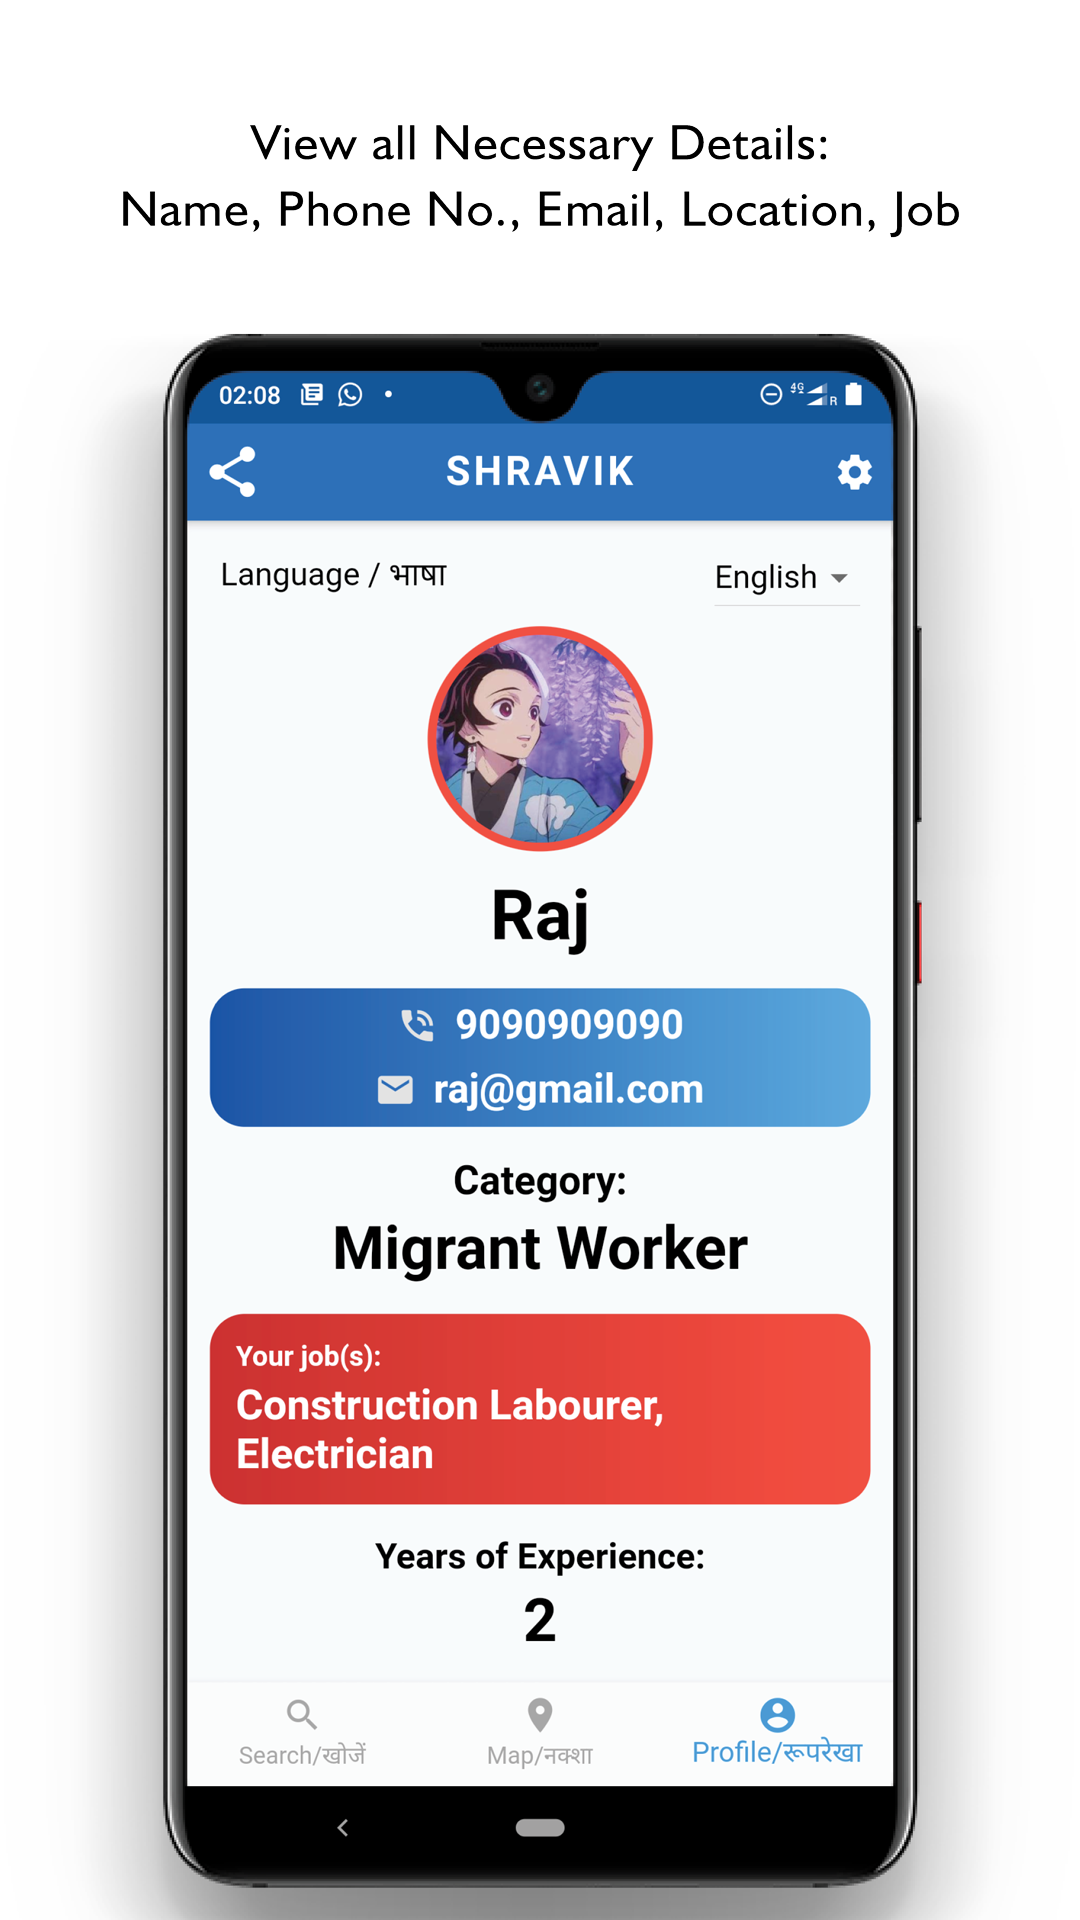 View all Necessary Details:
Name, Phone No., Email, Location, Job
02:08
4G
R
SHRAVIK
Language / भाषा
English
Raj
9090909090
raj@gmail.com
Category:
Migrant Worker
Your job(s):
Construction Labourer,
Electrician
Years of Experience:
2
Search/खोजें
Map/नक्शा
Profile/रूपरेखा